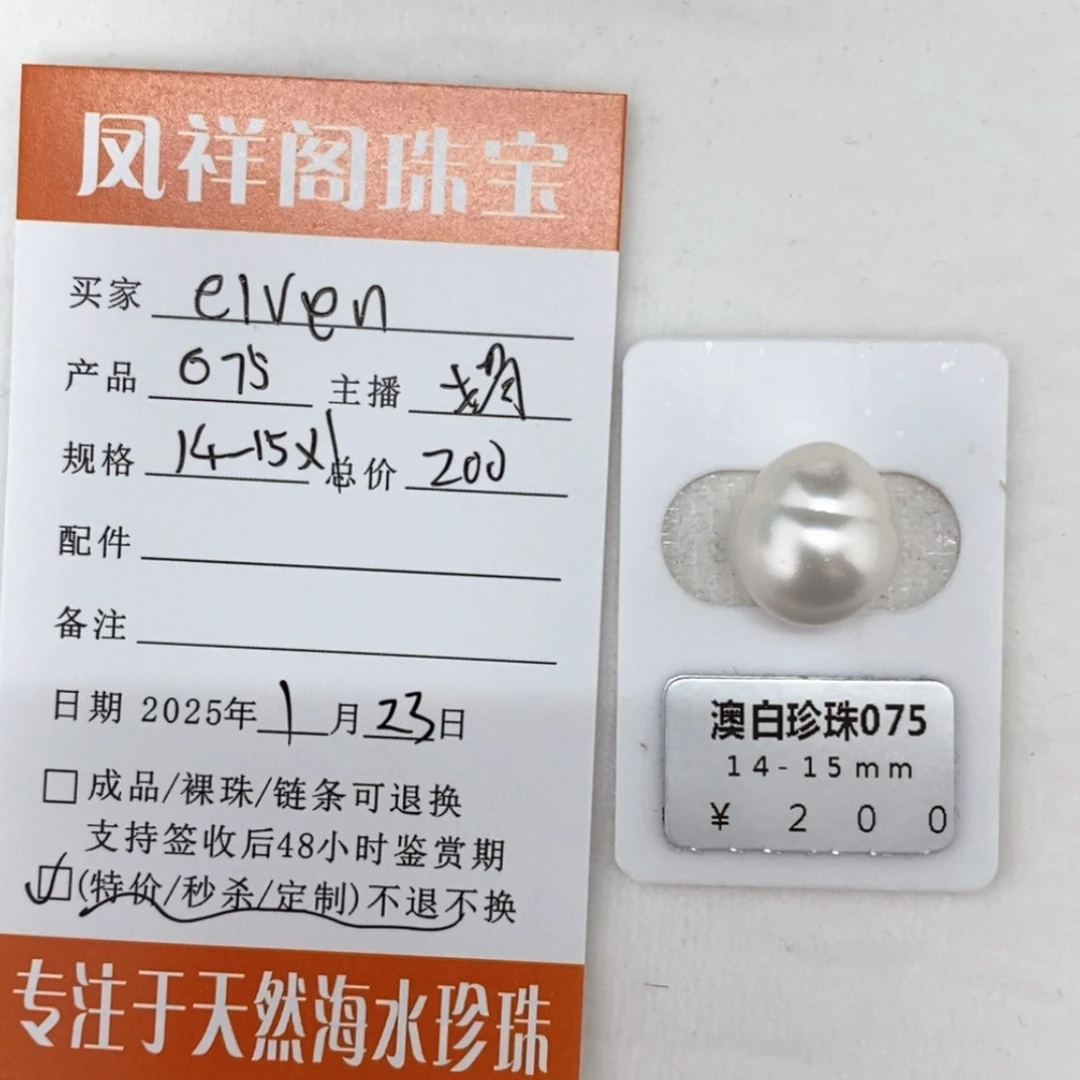 凤祥阁珠宝
买家 elven
产品 075 主播
规格 14-15x1 总价 200
配件
备注
日期 2025年1月23日
成品/裸珠/链条可退换
支持签收后48小时鉴赏期
(特价/秒杀/定制)不退不换
专注于天然海水珍珠
澳白珍珠075
14-15mm
¥ 200